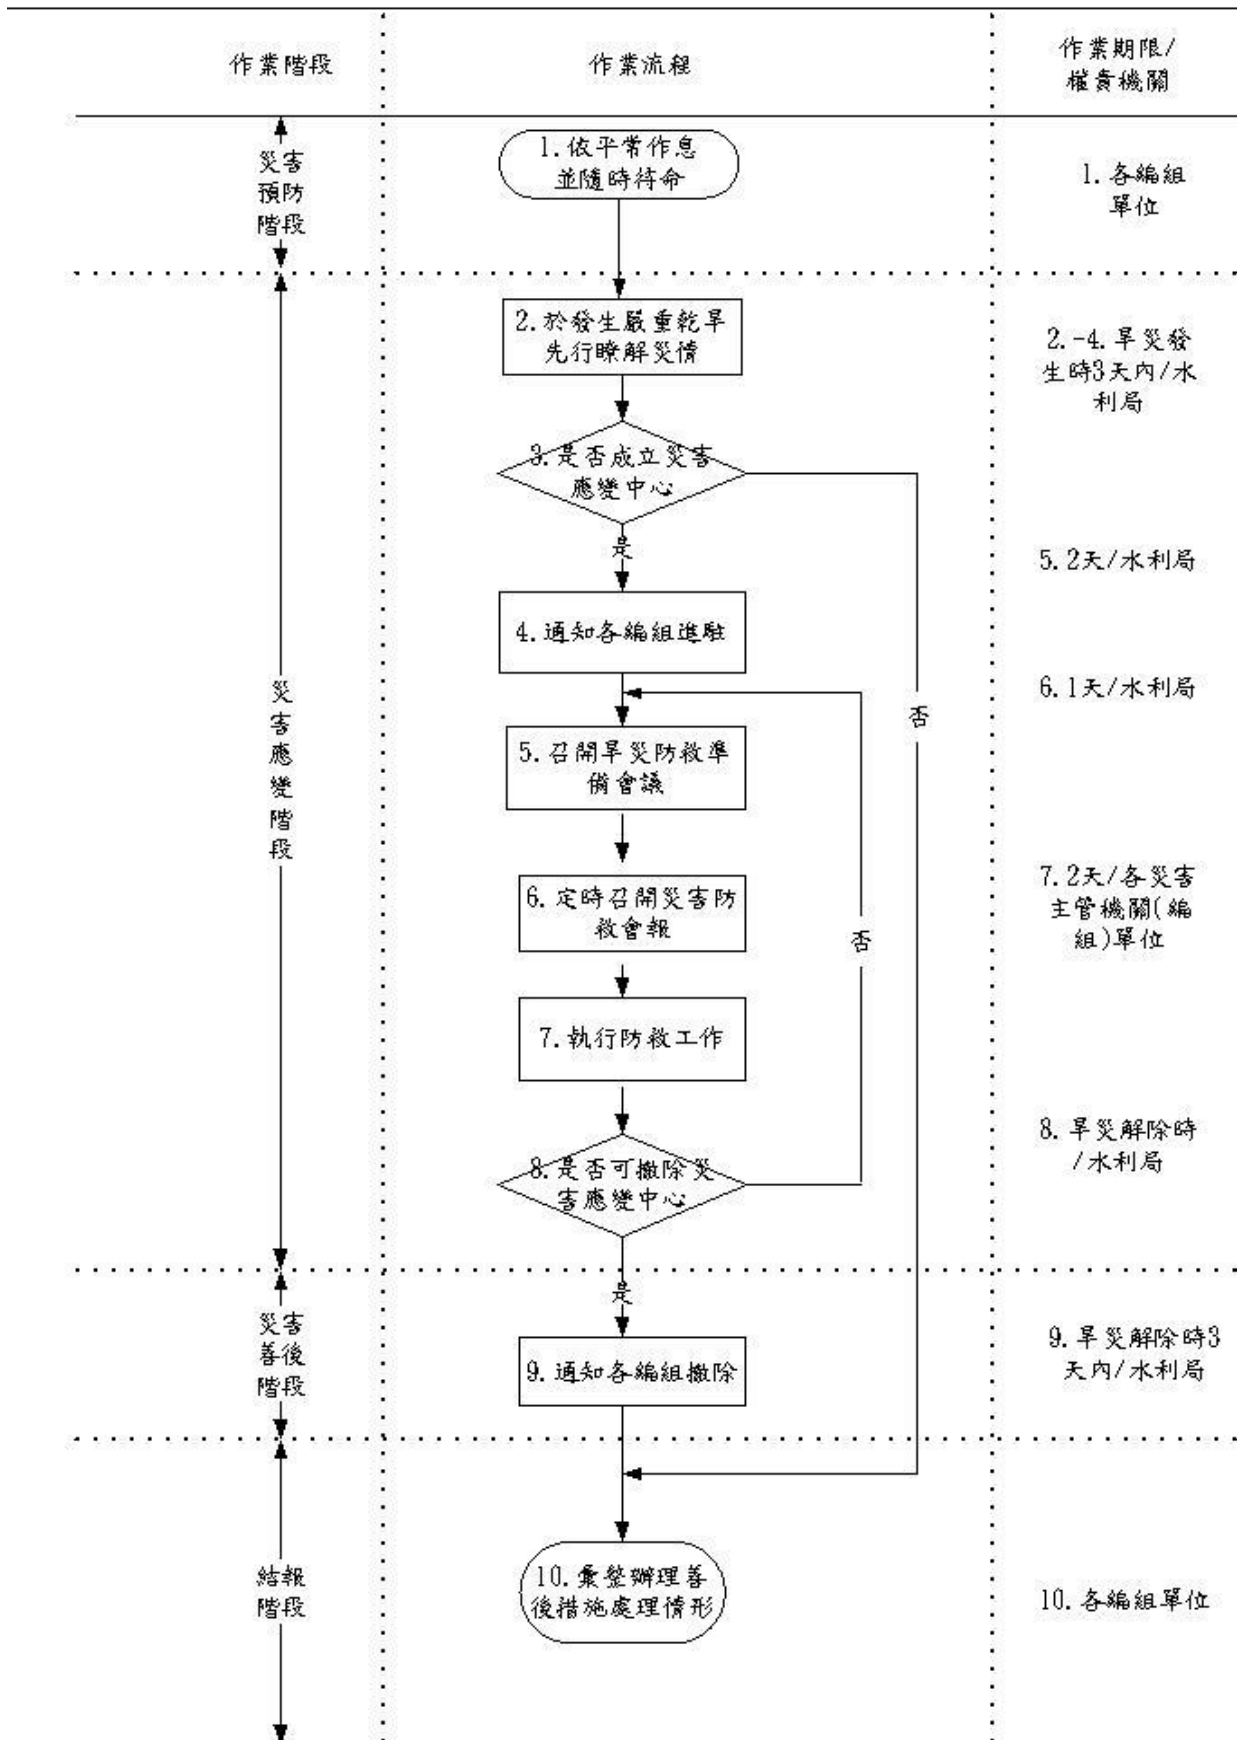 作業階段
作業流程
作業期限/
權責機關
災害
預防
階段
1.依平常作息
並隨時待命
1.各編組
單位
2.於發生嚴重乾旱
先行瞭解災情
2.-4.旱災發
生時3天內/水
利局
3.是否成立災害
應變中心
是
5.2天/水利局
4.通知各編組進駐
6.1天/水利局
災
害
應
變
階
段
否
5.召開旱災防救準
備會議
6.定時召開災害防
救會報
7.2天/各災害
主管機關(編
組)單位
否
7.執行防救工作
8.是否可撤除災
害應變中心
8.旱災解除時
/水利局
是
災害
善後
階段
9.通知各編組撤除
9.旱災解除時3
天內/水利局
結報
階段
10.彙整辦理善
後措施處理情形
10.各編組單位